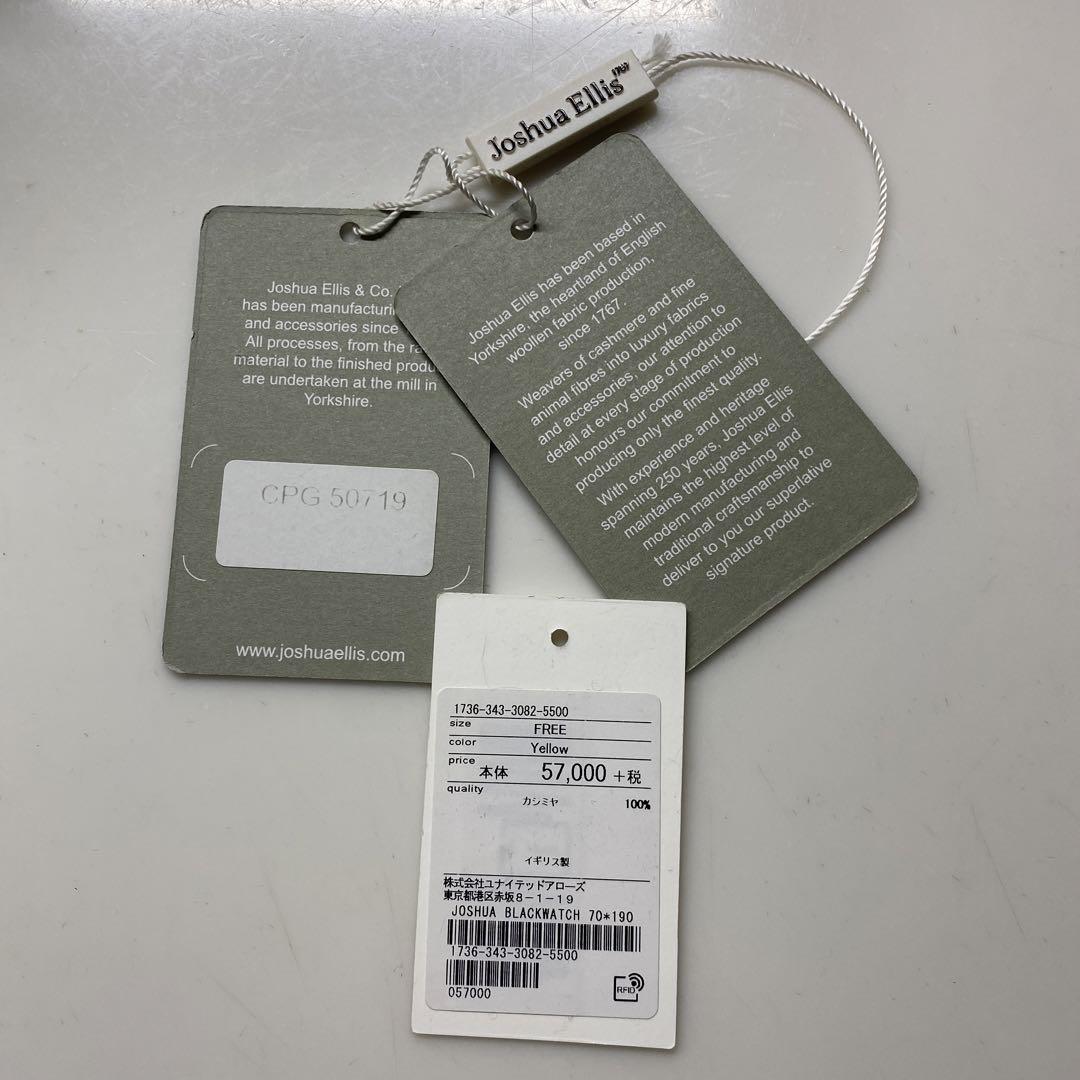 Joshua Ellis 1767
Joshua Ellis & Co.
has been
and accessories since
All processes, from the
material to the finished
are undertaken at the mill in
Yorkshire.
CPG 50719
www.joshuaellis.com
Joshua Ellis has been based in
Yorkshire, the heartland of English
woollen fabric production,
since 1767.
Weavers of cashmere and fine
animal fibres into luxury fabrics
and accessories, our attention to
detail at every stage of production
honours our commitment to
producing only the finest quality.
With experience and heritage
spanning 250 years, Joshua Ellis
maintains the highest level of
modern manufacturing and
traditional craftsmanship to
deliver to you our superlative
signature product.
1736-343-3082-5500
size FREE
color Yellow
price 本体 57,000 +税
quality
カシミヤ 100%
イギリス製
株式会社ユナイテッドアローズ
東京都港区赤坂8-1-19
JOSHUA BLACKWATCH 70*190
1736-343-3082-5500
057000
RFID